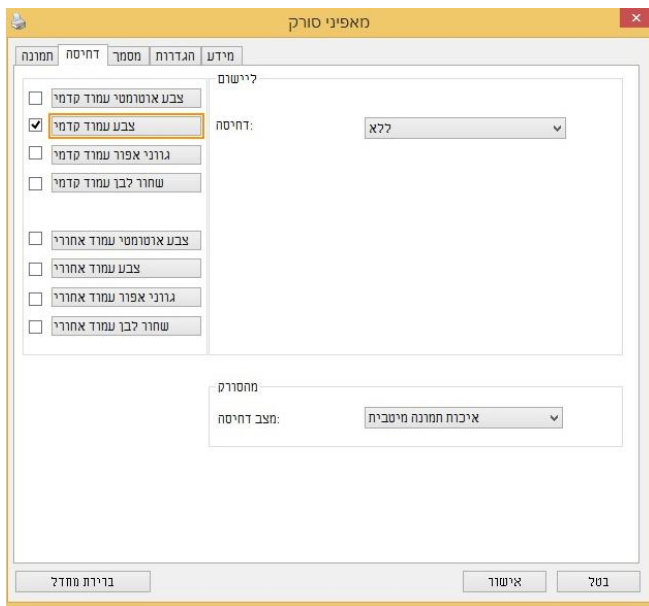 מאפיני סורק
תמונה
דחיסה
מסמך
הגדרות
מידע
צבע אוטומטי עמוד קדמי
צבע עמוד קדמי
גווני אפור עמוד קדמי
שחור לבן עמוד קדמי
צבע אוטומטי עמוד אחורי
צבע עמוד אחורי
גווני אפור עמוד אחורי
שחור לבן עמוד אחורי
ליישום
דחיסה:
ללא
מהסורק
מצב דחיסה:
איכות תמונה מיטבית
ברירת מחדל
אישור
בטל